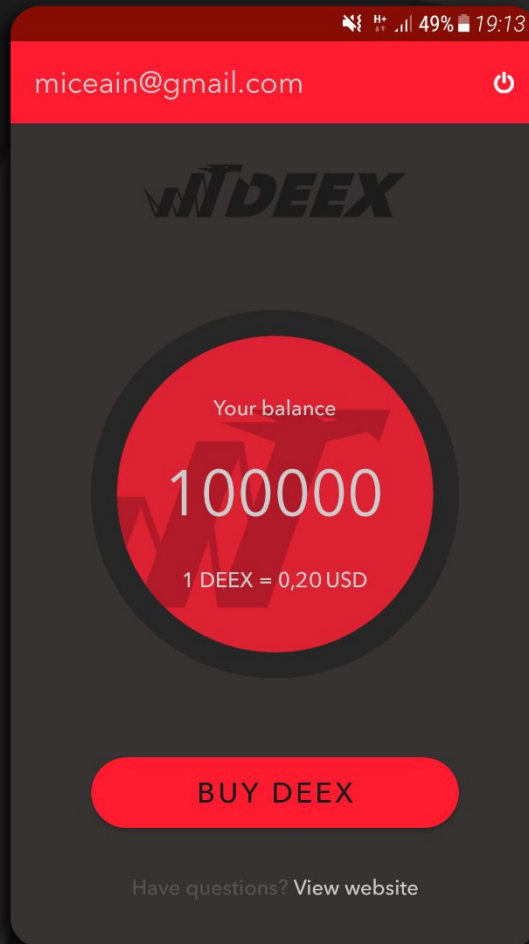 H+ 49% 19:13
miceain@gmail.com
DEEX
Your balance
100000
1 DEEX = 0,20 USD
BUY DEEX
Have questions? View website